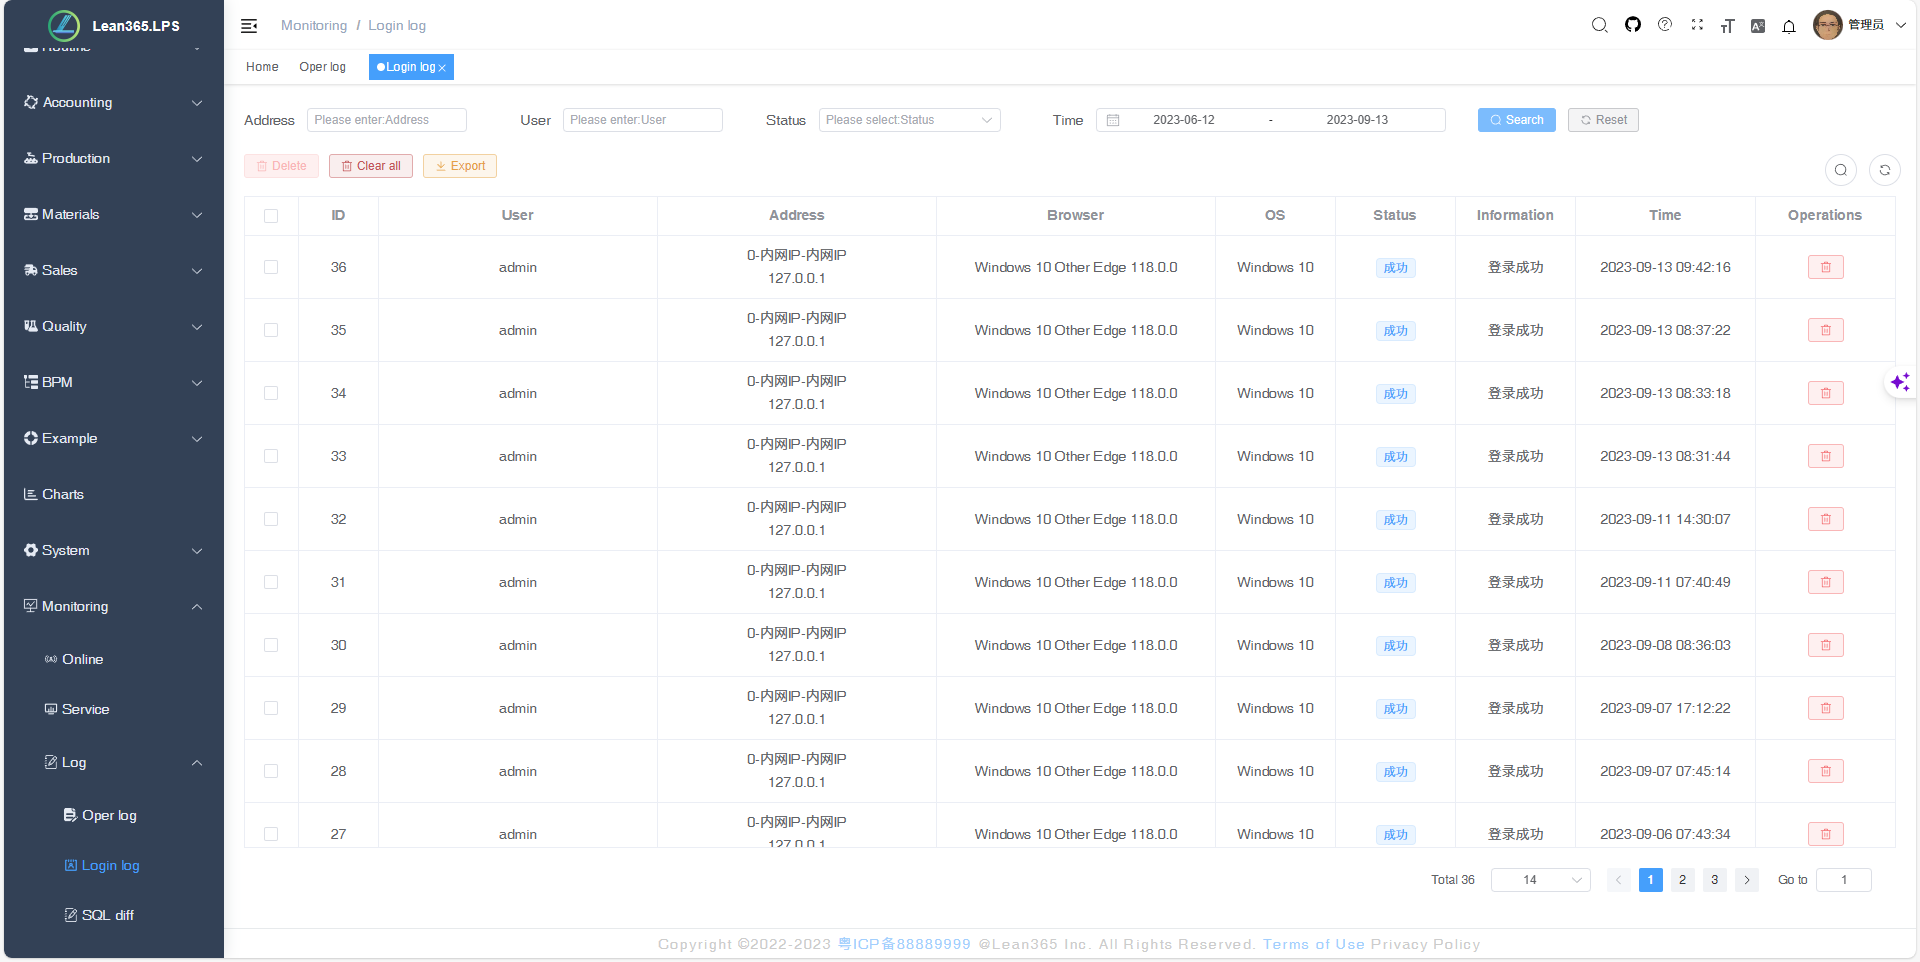 Lean365.LPS
Routine
Accounting
Production
Materials
Sales
Quality
BPM
Example
Charts
System
Monitoring
Online
Service
Log
Oper log
Login log
SQL diff
Monitoring / Login log
管理员
Home Oper log Login log
Address Please enter:Address User Please enter:User Status Please select:Status Time 2023-06-12 - 2023-09-13 Search Reset
Delete Clear all Export
ID User Address Browser OS Status Information Time Operations
36 admin 0-内网IP-内网IP 127.0.0.1 Windows 10 Other Edge 118.0.0 Windows 10 成功 登录成功 2023-09-13 09:42:16
35 admin 0-内网IP-内网IP 127.0.0.1 Windows 10 Other Edge 118.0.0 Windows 10 成功 登录成功 2023-09-13 08:37:22
34 admin 0-内网IP-内网IP 127.0.0.1 Windows 10 Other Edge 118.0.0 Windows 10 成功 登录成功 2023-09-13 08:33:18
33 admin 0-内网IP-内网IP 127.0.0.1 Windows 10 Other Edge 118.0.0 Windows 10 成功 登录成功 2023-09-13 08:31:44
32 admin 0-内网IP-内网IP 127.0.0.1 Windows 10 Other Edge 118.0.0 Windows 10 成功 登录成功 2023-09-11 14:30:07
31 admin 0-内网IP-内网IP 127.0.0.1 Windows 10 Other Edge 118.0.0 Windows 10 成功 登录成功 2023-09-11 07:40:49
30 admin 0-内网IP-内网IP 127.0.0.1 Windows 10 Other Edge 118.0.0 Windows 10 成功 登录成功 2023-09-08 08:36:03
29 admin 0-内网IP-内网IP 127.0.0.1 Windows 10 Other Edge 118.0.0 Windows 10 成功 登录成功 2023-09-07 17:12:22
28 admin 0-内网IP-内网IP 127.0.0.1 Windows 10 Other Edge 118.0.0 Windows 10 成功 登录成功 2023-09-07 07:45:14
27 admin 0-内网IP-内网IP 127.0.0.1 Windows 10 Other Edge 118.0.0 Windows 10 成功 登录成功 2023-09-06 07:43:34
Total 36 14 1 2 3 Go to 1
Copyright ©2022-2023 粤ICP备88889999 @Lean365 Inc. All Rights Reserved. Terms of Use Privacy Policy